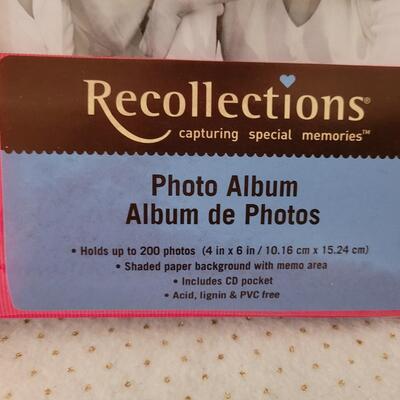 Recollections®
capturing special memories™
Photo Album
Album de Photos
• Holds up to 200 photos (4 in x 6 in / 10.16 cm x 15.24 cm)
• Shaded paper background with memo area
• Includes CD pocket
• Acid, lignin & PVC free